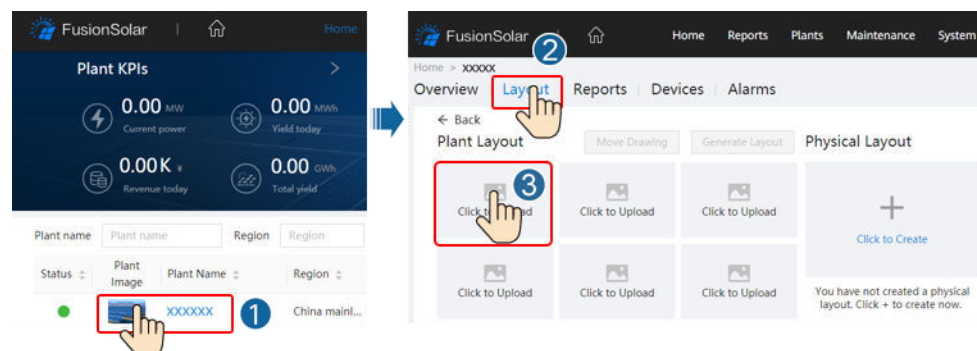 FusionSolar
Home
Plant KPIs >
0.00 MW
Current power
0.00 MWh
Yield today
0.00K ¥
Revenue today
0.00 GWh
Total yield
Plant name Plant name Region Region
Status Plant Image Plant Name Region
XXXXXX 1 China mainl...
FusionSolar Home Reports Plants Maintenance System
2
Home > xxxxx
Overview Layout Reports Devices Alarms
← Back
Plant Layout Move Drawing Generate Layout Physical Layout
3
Click to Upload Click to Upload Click to Upload
Click to Create
Click to Upload Click to Upload Click to Upload
You have not created a physical
layout. Click + to create now.